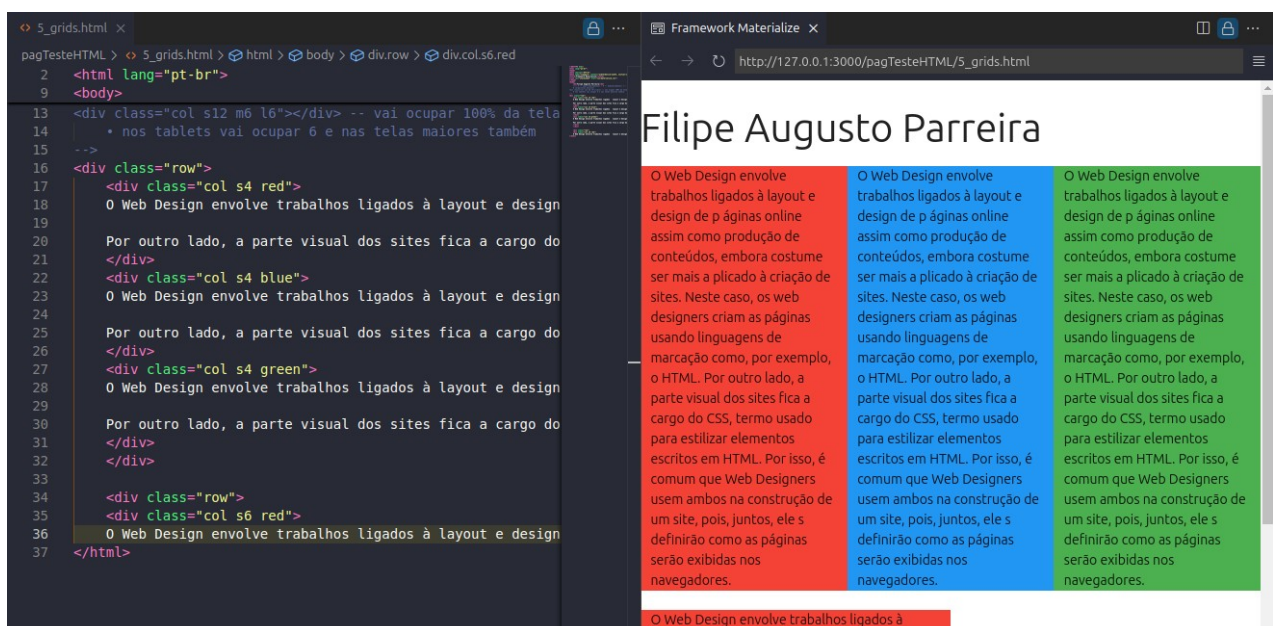 5_grids.html
pagTesteHTML > 5_grids.html > html > body > div.row > div.col.s6.red
2 <html lang="pt-br">
9 <body>
13 <div class="col s12 m6 l6"></div> -- vai ocupar 100% da tela
14 • nos tablets vai ocupar 6 e nas telas maiores também
15 -->
16 <div class="row">
17 <div class="col s4 red">
18 O Web Design envolve trabalhos ligados à layout e design
19
20 Por outro lado, a parte visual dos sites fica a cargo do
21 </div>
22 <div class="col s4 blue">
23 O Web Design envolve trabalhos ligados à layout e design
24
25 Por outro lado, a parte visual dos sites fica a cargo do
26 </div>
27 <div class="col s4 green">
28 O Web Design envolve trabalhos ligados à layout e design
29
30 Por outro lado, a parte visual dos sites fica a cargo do
31 </div>
32 </div>
33
34 <div class="row">
35 <div class="col s6 red">
36 O Web Design envolve trabalhos ligados à layout e design
37 </html>
Framework Materialize
http://127.0.0.1:3000/pagTesteHTML/5_grids.html
Filipe Augusto Parreira
O Web Design envolve
trabalhos ligados à layout e
design de p áginas online
assim como produção de
conteúdos, embora costume
ser mais a plicado à criação de
sites. Neste caso, os web
designers criam as páginas
usando linguagens de
marcação como, por exemplo,
o HTML. Por outro lado, a
parte visual dos sites fica a
cargo do CSS, termo usado
para estilizar elementos
escritos em HTML. Por isso, é
comum que Web Designers
usem ambos na construção de
um site, pois, juntos, ele s
definirão como as páginas
serão exibidas nos
navegadores.
O Web Design envolve
trabalhos ligados à layout e
design de p áginas online
assim como produção de
conteúdos, embora costume
ser mais a plicado à criação de
sites. Neste caso, os web
designers criam as páginas
usando linguagens de
marcação como, por exemplo,
o HTML. Por outro lado, a
parte visual dos sites fica a
cargo do CSS, termo usado
para estilizar elementos
escritos em HTML. Por isso, é
comum que Web Designers
usem ambos na construção de
um site, pois, juntos, ele s
definirão como as páginas
serão exibidas nos
navegadores.
O Web Design envolve
trabalhos ligados à layout e
design de p áginas online
assim como produção de
conteúdos, embora costume
ser mais a plicado à criação de
sites. Neste caso, os web
designers criam as páginas
usando linguagens de
marcação como, por exemplo,
o HTML. Por outro lado, a
parte visual dos sites fica a
cargo do CSS, termo usado
para estilizar elementos
escritos em HTML. Por isso, é
comum que Web Designers
usem ambos na construção de
um site, pois, juntos, ele s
definirão como as páginas
serão exibidas nos
navegadores.
O Web Design envolve trabalhos ligados à